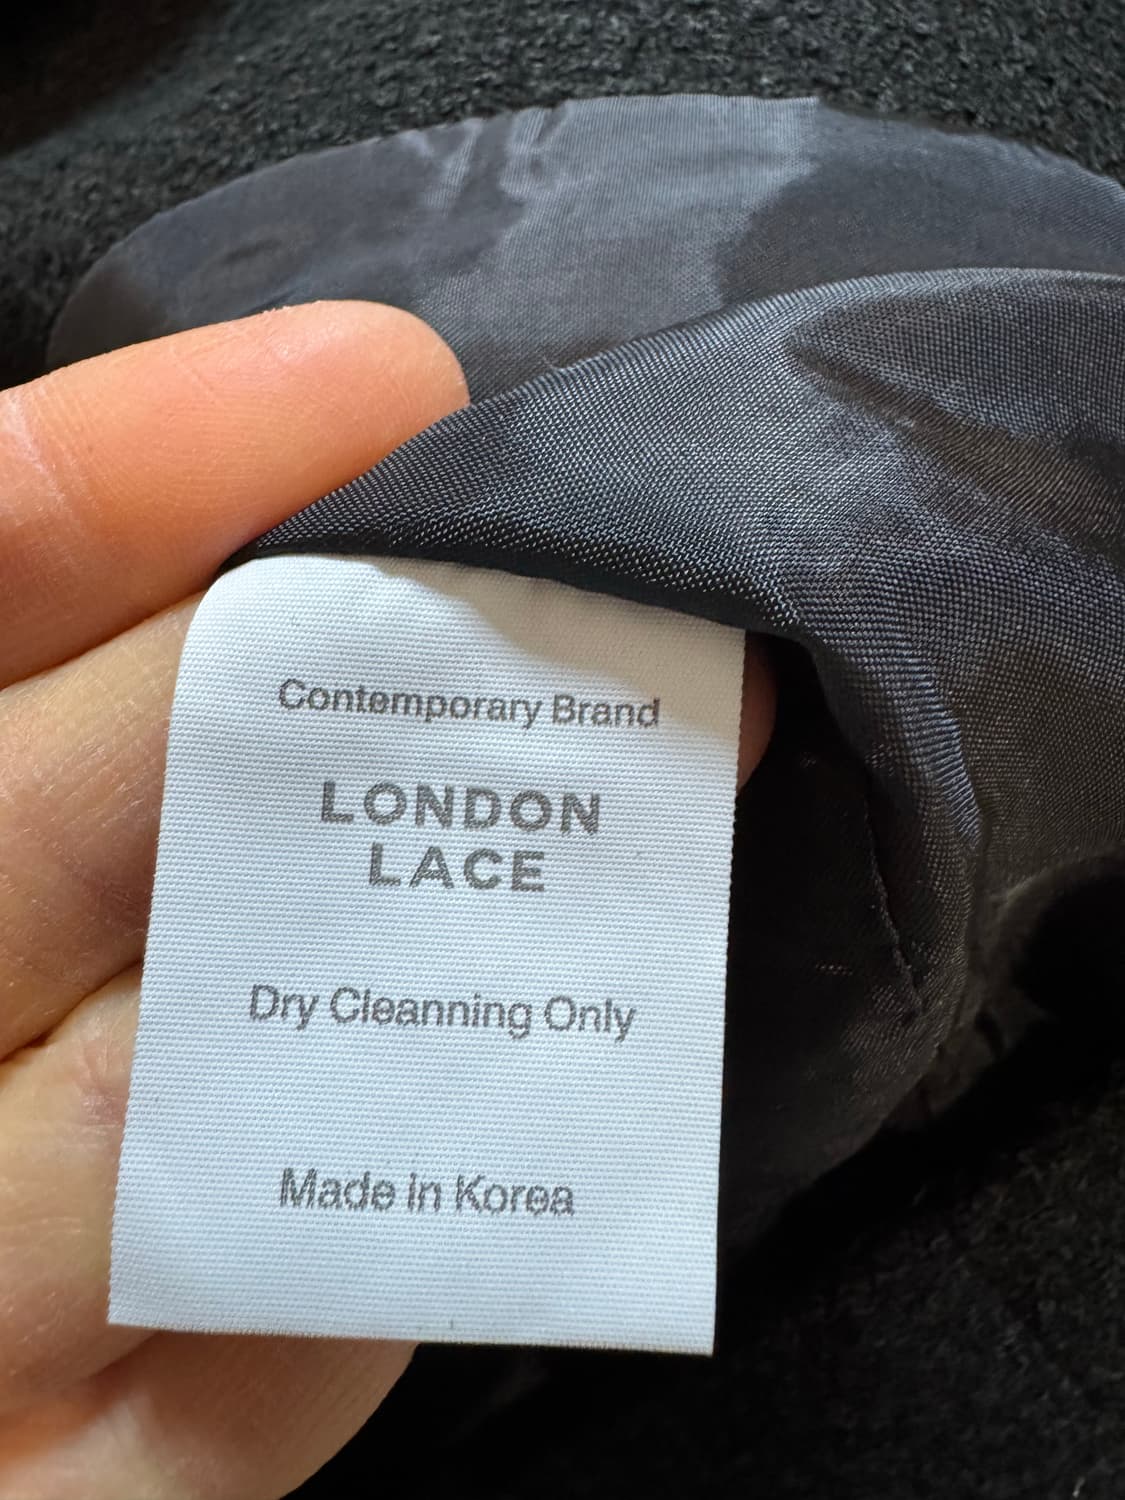 Contemporary Brand
LONDON
LACE
Dry Cleanning Only
Made in Korea